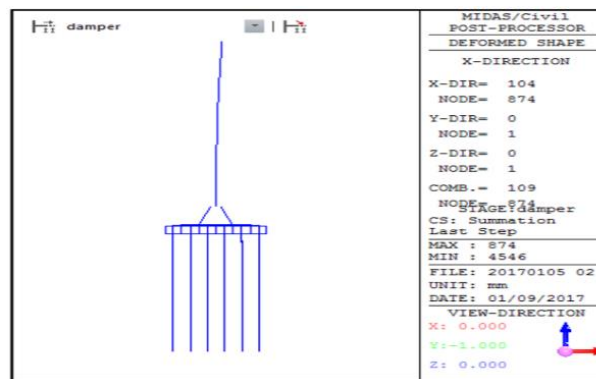 damper
MIDAS/Civil
POST-PROCESSOR
DEFORMED SHAPE
X-DIRECTION
X-DIR= 104
NODE= 874
Y-DIR= 0
NODE= 1
Z-DIR= 0
NODE= 1
COMB.= 109
NODE= 874
STAGE:damper
CS: Summation
Last Step
MAX : 874
MIN : 4546
FILE: 20170105 02
UNIT: mm
DATE: 01/09/2017
VIEW-DIRECTION
X: 0.000
Y:-1.000
Z: 0.000